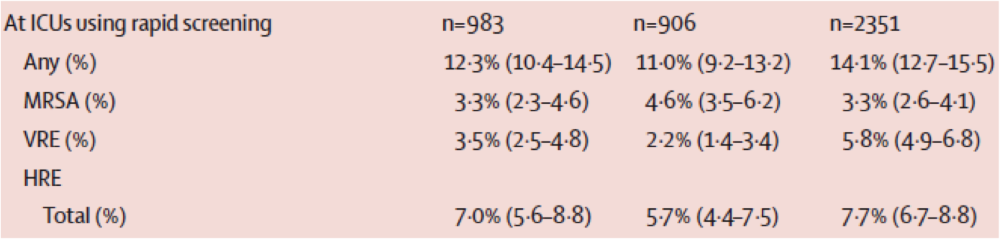 At ICUs using rapid screening n=983 n=906 n=2351
Any (%) 12·3% (10·4–14·5) 11·0% (9·2–13·2) 14·1% (12·7–15·5)
MRSA (%) 3·3% (2·3–4·6) 4·6% (3·5–6·2) 3·3% (2·6–4·1)
VRE (%) 3·5% (2·5–4·8) 2·2% (1·4–3·4) 5·8% (4·9–6·8)
HRE
Total (%) 7·0% (5·6–8·8) 5·7% (4·4–7·5) 7·7% (6·7–8·8)